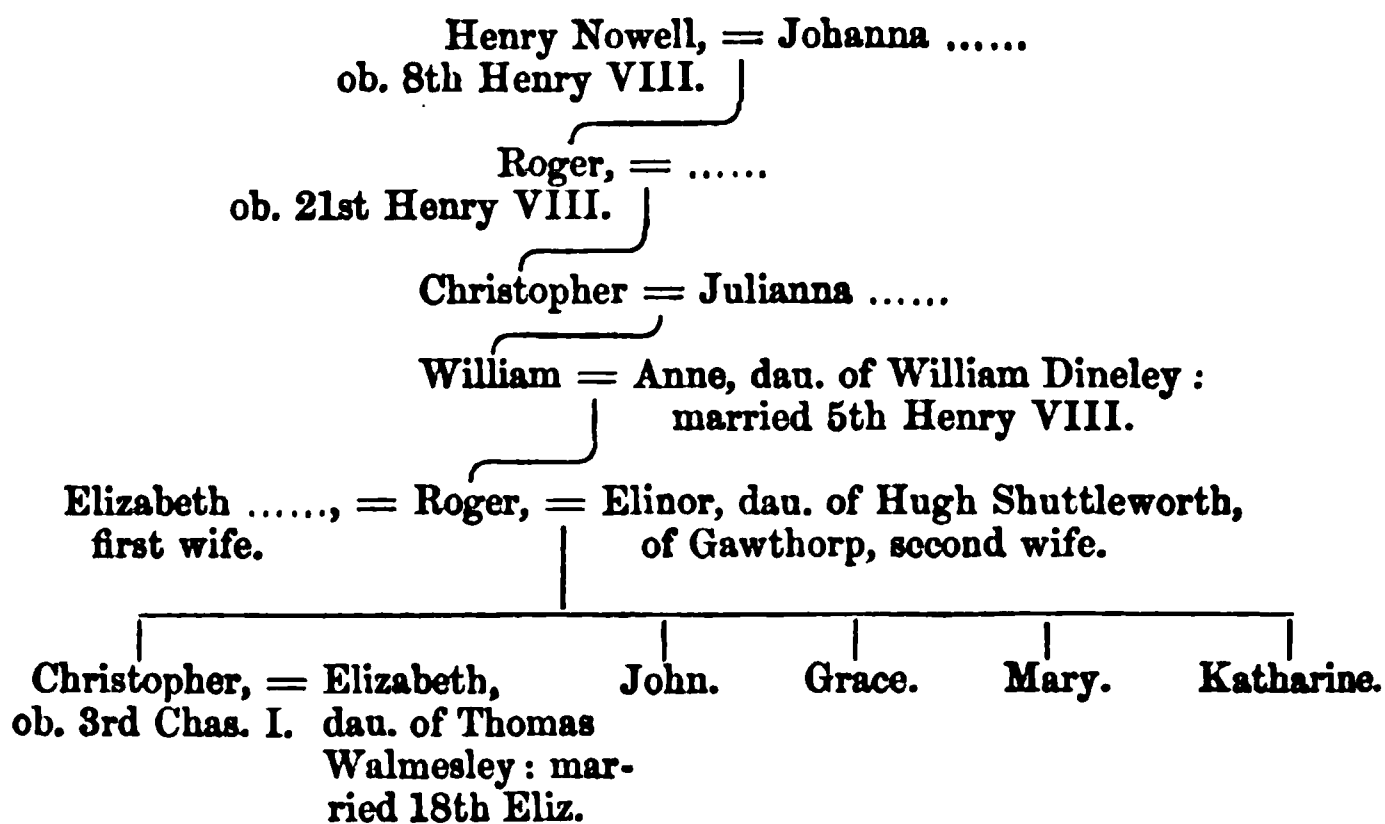 Henry Nowell, = Johanna ......
ob. 8th Henry VIII.
Roger, = ......
ob. 21st Henry VIII.
Christopher = Julianna ......
William = Anne, dau. of William Dineley :
married 5th Henry VIII.
Elizabeth ......, = Roger, = Elinor, dau. of Hugh Shuttleworth,
first wife. of Gawthorp, second wife.
Christopher, = Elizabeth, John. Grace. Mary. Katharine.
ob. 3rd Chas. I. dau. of Thomas
Walmesley : mar-
ried 18th Eliz.